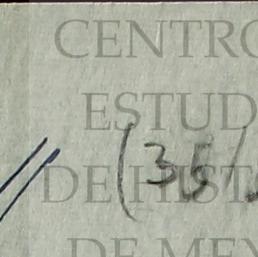 CENTRO
ESTUD
(35/
DE HIST
DE MEX